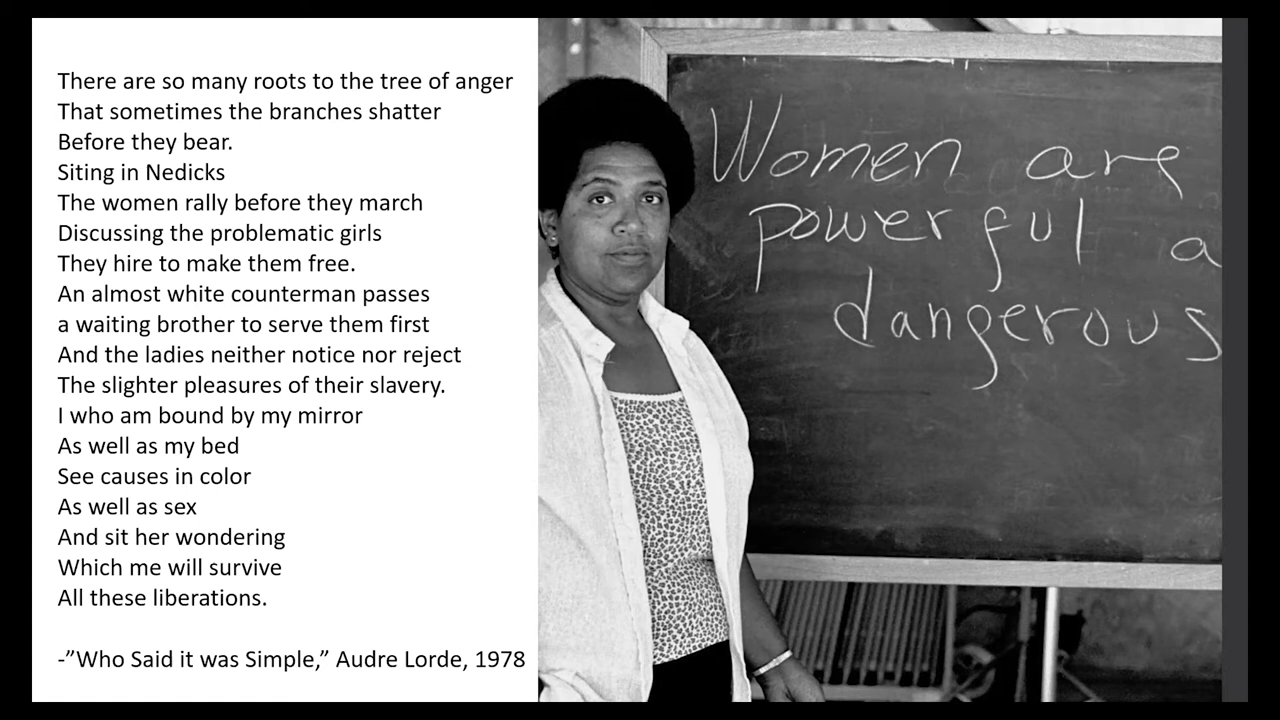 There are so many roots to the tree of anger
That sometimes the branches shatter
Before they bear.
Siting in Nedicks
The women rally before they march
Discussing the problematic girls
They hire to make them free.
An almost white counterman passes
a waiting brother to serve them first
And the ladies neither notice nor reject
The slighter pleasures of their slavery.
I who am bound by my mirror
As well as my bed
See causes in color
As well as sex
And sit her wondering
Which me will survive
All these liberations.
-”Who Said it was Simple,” Audre Lorde, 1978
Women are
powerful a
dangerous